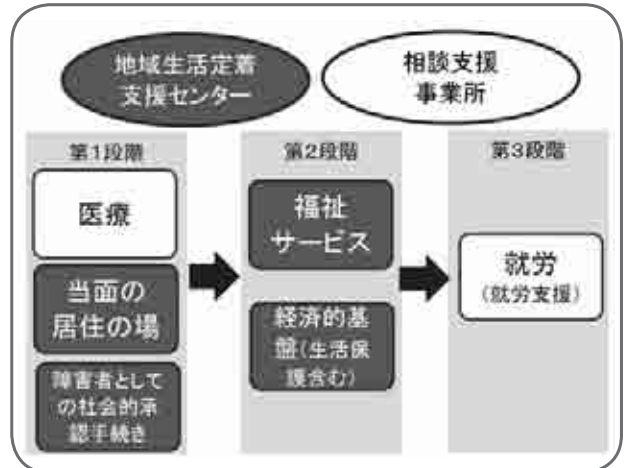 地域生活定着
支援センター
相談支援
事業所
第1段階
医療
当面の
居住の場
障害者として
の社会的承
認手続き
第2段階
福祉
サービス
経済的基
盤(生活保
護含む)
第3段階
就労
(就労支援)